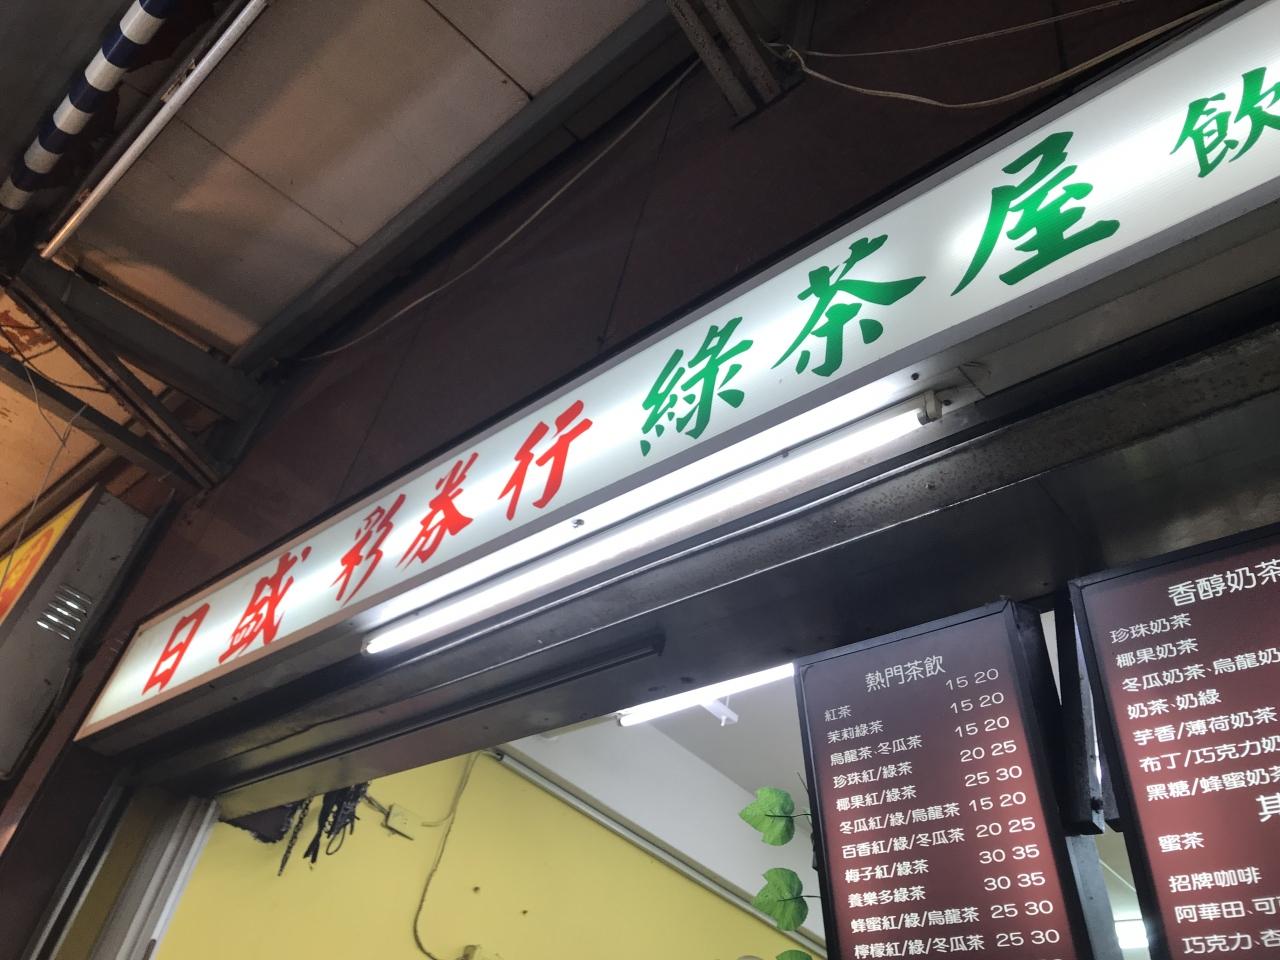 日盛彩券行 綠茶屋 飲
熱門茶飲
紅茶 15 20
茉莉綠茶 15 20
烏龍茶、冬瓜茶 15 20
珍珠紅/綠茶 20 25
椰果紅/綠茶 25 30
冬瓜紅/綠/烏龍茶 15 20
百香紅/綠/冬瓜茶 20 25
梅子紅/綠茶 30 35
養樂多綠茶 30 35
蜂蜜紅/綠/烏龍茶 25 30
檸檬紅/綠/冬瓜茶 25 30
香醇奶茶
珍珠奶茶
椰果奶茶
冬瓜奶茶、烏龍奶
奶茶、奶綠
芋香/薄荷奶茶
布丁/巧克力奶
黑糖/蜂蜜奶茶
其
蜜茶
招牌咖啡
阿華田、可
巧克力、杏